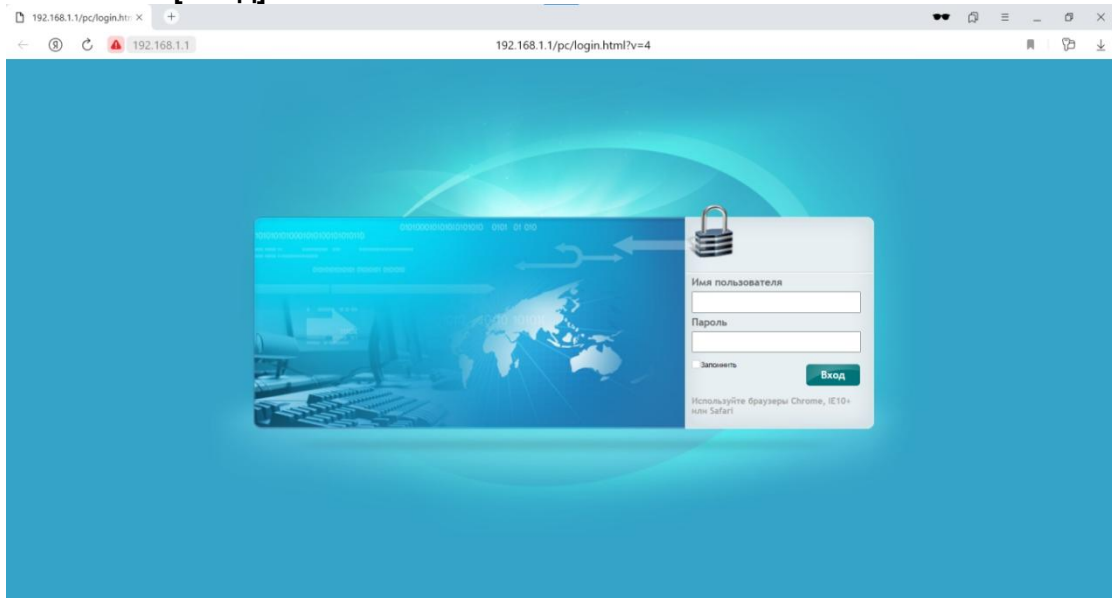 192.168.1.1/pc/login.htm
192.168.1.1
192.168.1.1/pc/login.html?v=4
Имя пользователя
Пароль
Запомнить
Вход
Используйте браузеры Chrome, IE10+
или Safari